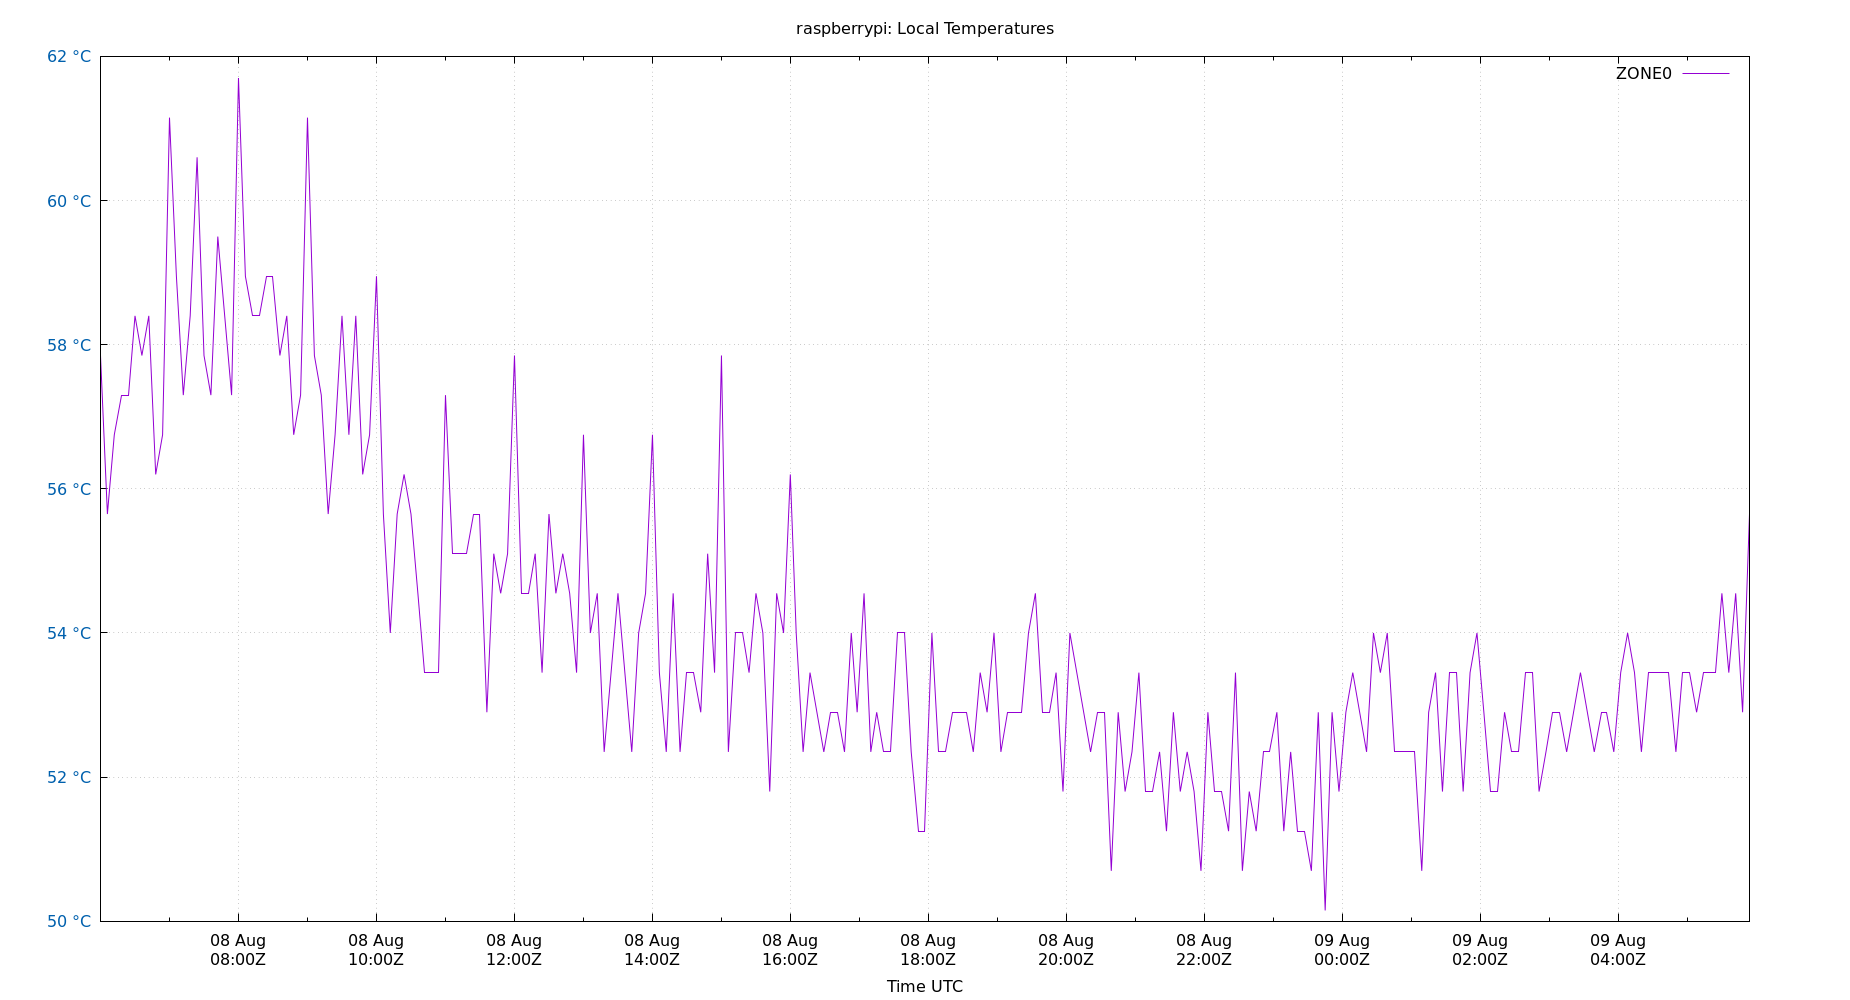 raspberrypi: Local Temperatures
62 °C
ZONE0
60 °C
58 °C
56 °C
54 °C
52 °C
50 °C
08 Aug 08 Aug 08 Aug 08 Aug 08 Aug 08 Aug 08 Aug 08 Aug 09 Aug 09 Aug 09 Aug
08:00Z 10:00Z 12:00Z 14:00Z 16:00Z 18:00Z 20:00Z 22:00Z 00:00Z 02:00Z 04:00Z
Time UTC